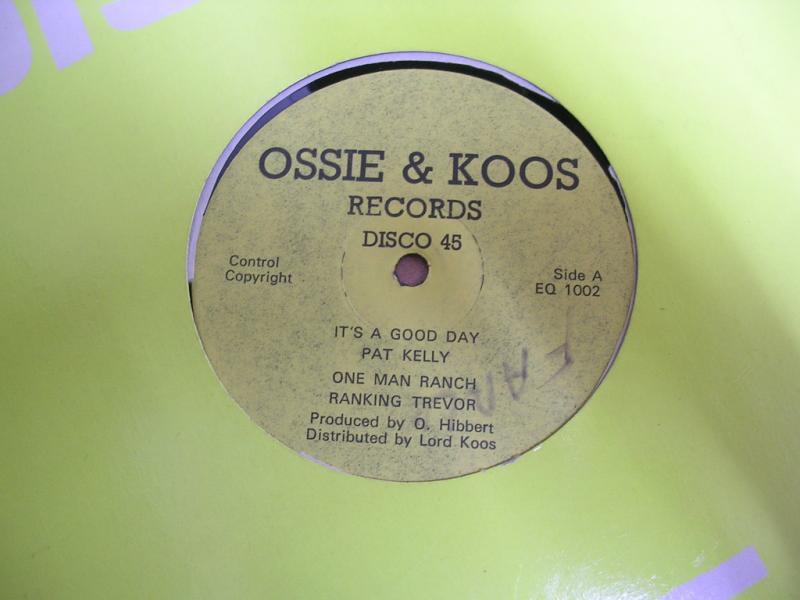 OSSIE & KOOS
RECORDS
DISCO 45
Control
Copyright
Side A
EQ 1002
IT'S A GOOD DAY
PAT KELLY
ONE MAN RANCH
RANKING TREVOR
Produced by O. Hibbert
Distributed by Lord Koos